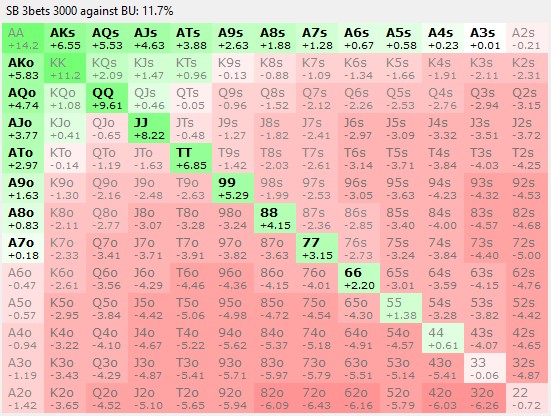 SB 3bets 3000 against BU: 11.7%
AA AKs AQs AJs ATs A9s A8s A7s A6s A5s A4s A3s A2s
+14.2 +6.55 +5.53 +4.63 +3.88 +2.63 +1.88 +1.28 +0.67 +0.58 +0.23 +0.01 -0.21
AKo KK KQs KJs KTs K9s K8s K7s K6s K5s K4s K3s K2s
+5.83 +11.2 +2.09 +1.47 +0.96 -0.13 -0.88 -1.09 -1.34 -1.66 -1.91 -2.11 -2.31
AQo KQo QQ QJs QTs Q9s Q8s Q7s Q6s Q5s Q4s Q3s Q2s
+4.74 +1.08 +9.61 +0.46 -0.05 -0.96 -1.52 -2.12 -2.26 -2.53 -2.76 -2.94 -3.15
AJo KJo QJo JJ JTs J9s J8s J7s J6s J5s J4s J3s J2s
+3.77 +0.41 -0.65 +8.22 -0.48 -1.27 -1.82 -2.41 -2.97 -3.09 -3.32 -3.51 -3.72
ATo KTo QTo JTo TT T9s T8s T7s T6s T5s T4s T3s T2s
+2.97 -0.14 -1.19 -1.63 +6.85 -1.42 -2.03 -2.61 -3.14 -3.71 -3.84 -4.03 -4.25
A9o K9o Q9o J9o T9o 99 98s 97s 96s 95s 94s 93s 92s
+1.63 -1.30 -2.16 -2.48 -2.63 +5.29 -1.99 -2.53 -3.05 -3.61 -4.24 -4.32 -4.53
A8o K8o Q8o J8o T8o 98o 88 87s 86s 85s 84s 83s 82s
+0.83 -2.11 -2.77 -3.07 -3.28 -3.24 +4.15 -2.36 -2.85 -3.40 -4.00 -4.57 -4.68
A7o K7o Q7o J7o T7o 97o 87o 77 76s 75s 74s 73s 72s
+0.18 -2.33 -3.41 -3.71 -3.91 -3.82 -3.63 +3.15 -2.73 -3.24 -3.84 -4.40 -5.00
A6o K6o Q6o J6o T6o 96o 86o 76o 66 65s 64s 63s 62s
-0.47 -2.61 -3.56 -4.29 -4.46 -4.36 -4.15 -4.01 +2.20 -3.01 -3.59 -4.15 -4.76
A5o K5o Q5o J5o T5o 95o 85o 75o 65o 55 54s 53s 52s
-0.57 -2.95 -3.84 -4.42 -5.06 -4.98 -4.72 -4.54 -4.30 +1.38 -3.28 -3.82 -4.42
A4o K4o Q4o J4o T4o 94o 84o 74o 64o 54o 44 43s 42s
-0.94 -3.22 -4.10 -4.67 -5.22 -5.62 -5.37 -5.18 -4.91 -4.57 +0.61 -4.07 -4.65
A3o K3o Q3o J3o T3o 93o 83o 73o 63o 53o 43o 33 32s
-1.19 -3.43 -4.29 -4.87 -5.41 -5.71 -5.97 -5.79 -5.51 -5.14 -5.41 -0.06 -4.87
A2o K2o Q2o J2o T2o 92o 82o 72o 62o 52o 42o 32o 22
-1.42 -3.65 -4.52 -5.10 -5.65 -5.94 -6.09 -6.43 -6.16 -5.79 -6.03 -6.26 -0.72